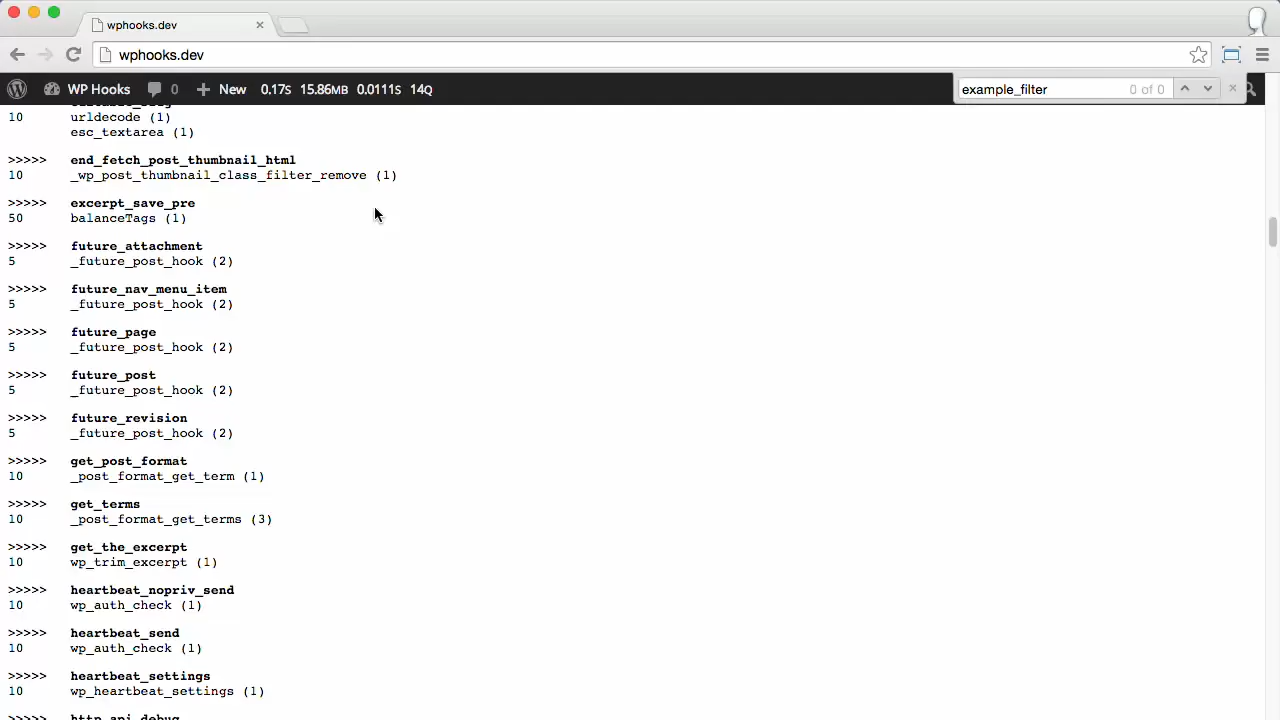 wphooks.dev
wphooks.dev
WP Hooks 0 New 0.17S 15.86MB 0.0111S 14Q
example_filter 0 of 0
10 urldecode (1)
esc_textarea (1)
>>>>> end_fetch_post_thumbnail_html
10 _wp_post_thumbnail_class_filter_remove (1)
>>>>> excerpt_save_pre
50 balanceTags (1)
>>>>> future_attachment
5 _future_post_hook (2)
>>>>> future_nav_menu_item
5 _future_post_hook (2)
>>>>> future_page
5 _future_post_hook (2)
>>>>> future_post
5 _future_post_hook (2)
>>>>> future_revision
5 _future_post_hook (2)
>>>>> get_post_format
10 _post_format_get_term (1)
>>>>> get_terms
10 _post_format_get_terms (3)
>>>>> get_the_excerpt
10 wp_trim_excerpt (1)
>>>>> heartbeat_nopriv_send
10 wp_auth_check (1)
>>>>> heartbeat_send
10 wp_auth_check (1)
>>>>> heartbeat_settings
10 wp_heartbeat_settings (1)
>>>>> http_api_debug